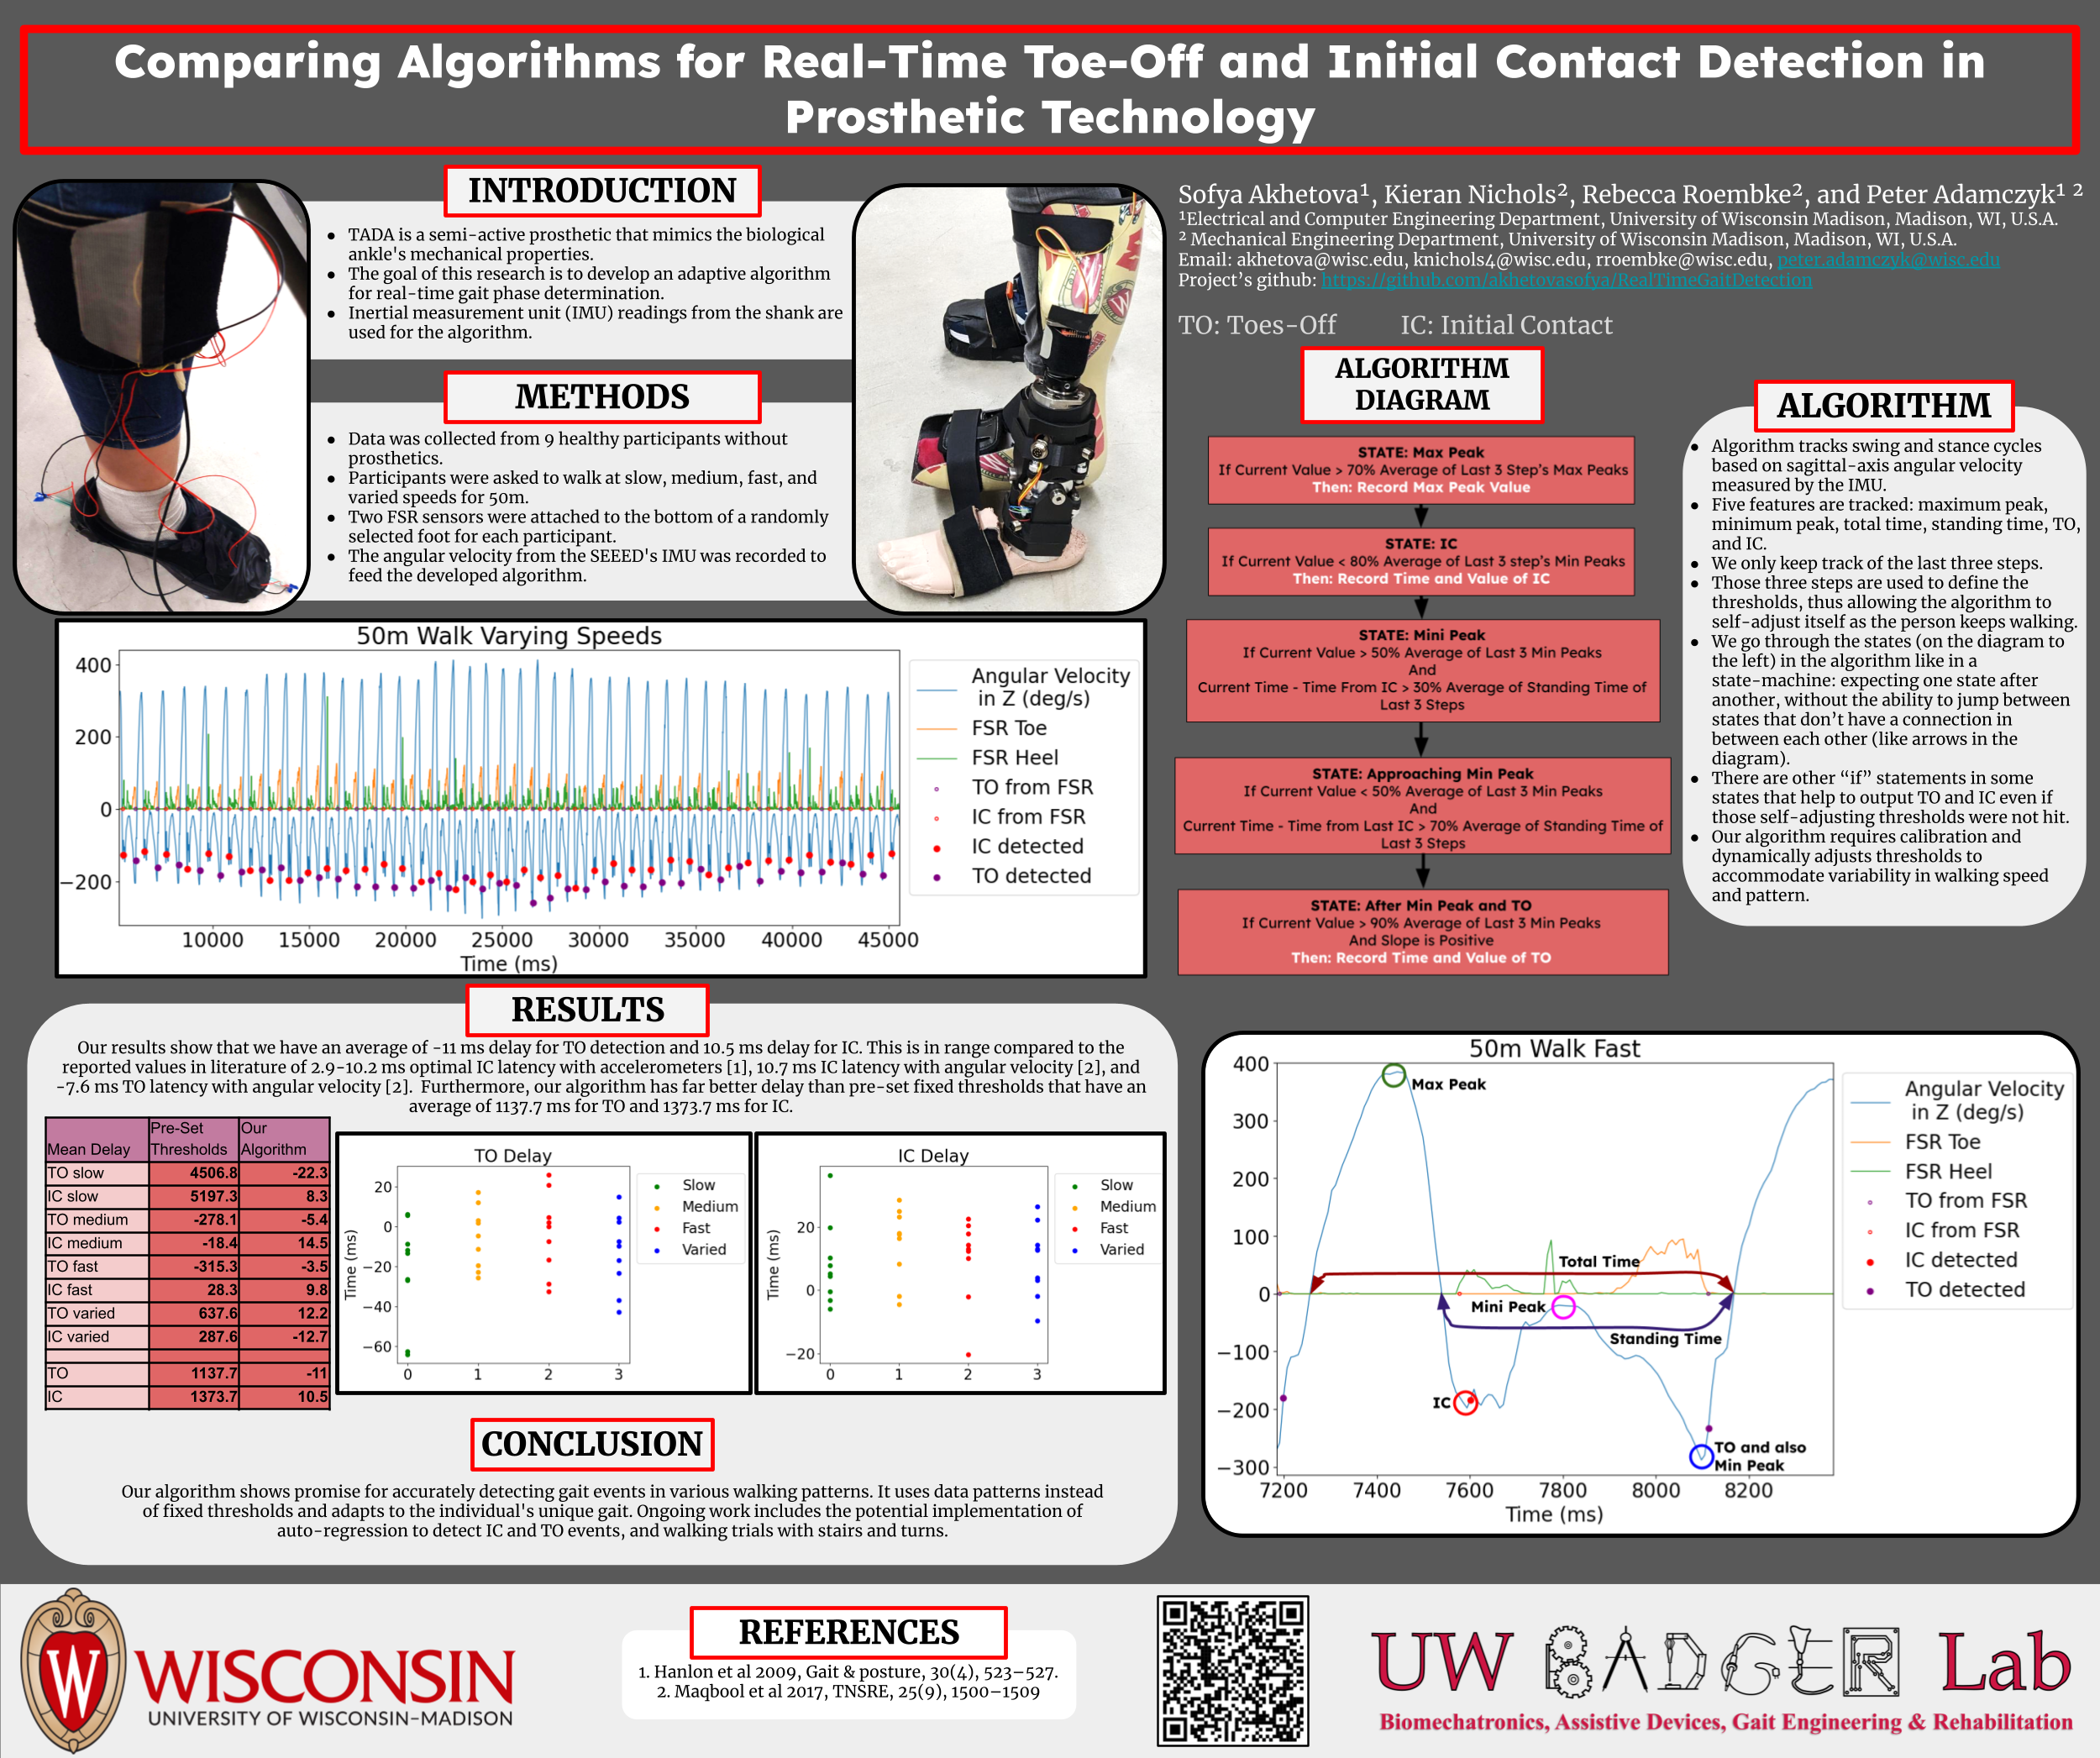 Comparing Algorithms for Real-Time Toe-Off and Initial Contact Detection in
Prosthetic Technology
INTRODUCTION
● TADA is a semi-active prosthetic that mimics the biological
ankle's mechanical properties.
● The goal of this research is to develop an adaptive algorithm
for real-time gait phase determination.
● Inertial measurement unit (IMU) readings from the shank are
used for the algorithm.
METHODS
● Data was collected from 9 healthy participants without
prosthetics.
● Participants were asked to walk at slow, medium, fast, and
varied speeds for 50m.
● Two FSR sensors were attached to the bottom of a randomly
selected foot for each participant.
● The angular velocity from the SEEED's IMU was recorded to
feed the developed algorithm.
Sofya Akhetova¹, Kieran Nichols², Rebecca Roembke², and Peter Adamczyk¹ ²
¹Electrical and Computer Engineering Department, University of Wisconsin Madison, Madison, WI, U.S.A.
² Mechanical Engineering Department, University of Wisconsin Madison, Madison, WI, U.S.A.
Email: akhetova@wisc.edu, knichols4@wisc.edu, rroembke@wisc.edu, peter.adamczyk@wisc.edu
Project's github: https://github.com/akhetovasofya/RealTimeGaitDetection
TO: Toes-Off IC: Initial Contact
ALGORITHM
DIAGRAM
STATE: Max Peak
If Current Value > 70% Average of Last 3 Step's Max Peaks
Then: Record Max Peak Value
STATE: IC
If Current Value < 80% Average of Last 3 step's Min Peaks
Then: Record Time and Value of IC
STATE: Mini Peak
If Current Value > 50% Average of Last 3 Min Peaks
And
Current Time - Time From IC > 30% Average of Standing Time of
Last 3 Steps
STATE: Approaching Min Peak
If Current Value < 50% Average of Last 3 Min Peaks
And
Current Time - Time from Last IC > 70% Average of Standing Time of
Last 3 Steps
STATE: After Min Peak and TO
If Current Value > 90% Average of Last 3 Min Peaks
And Slope is Positive
Then: Record Time and Value of TO
ALGORITHM
● Algorithm tracks swing and stance cycles
based on sagittal-axis angular velocity
measured by the IMU.
● Five features are tracked: maximum peak,
minimum peak, total time, standing time, TO,
and IC.
● We only keep track of the last three steps.
● Those three steps are used to define the
thresholds, thus allowing the algorithm to
self-adjust itself as the person keeps walking.
● We go through the states (on the diagram to
the left) in the algorithm like in a
state-machine: expecting one state after
another, without the ability to jump between
states that don't have a connection in
between each other (like arrows in the
diagram).
● There are other “if” statements in some
states that help to output TO and IC even if
those self-adjusting thresholds were not hit.
● Our algorithm requires calibration and
dynamically adjusts thresholds to
accommodate variability in walking speed
and pattern.
50m Walk Varying Speeds
400
200
0
−200
10000 15000 20000 25000 30000 35000 40000 45000
Time (ms)
Angular Velocity
in Z (deg/s)
FSR Toe
FSR Heel
TO from FSR
IC from FSR
IC detected
TO detected
RESULTS
Our results show that we have an average of -11 ms delay for TO detection and 10.5 ms delay for IC. This is in range compared to the
reported values in literature of 2.9-10.2 ms optimal IC latency with accelerometers [1], 10.7 ms IC latency with angular velocity [2], and
-7.6 ms TO latency with angular velocity [2]. Furthermore, our algorithm has far better delay than pre-set fixed thresholds that have an
average of 1137.7 ms for TO and 1373.7 ms for IC.
Mean Delay Pre-Set Thresholds Our Algorithm
TO slow 4506.8 -22.3
IC slow 5197.3 8.3
TO medium -278.1 -5.4
IC medium -18.4 14.5
TO fast -315.3 -3.5
IC fast 28.3 9.8
TO varied 637.6 12.2
IC varied 287.6 -12.7
TO 1137.7 -11
IC 1373.7 10.5
TO Delay
Time (ms)
20
0
−20
−40
−60
0 1 2 3
Slow
Medium
Fast
Varied
IC Delay
Time (ms)
20
0
−20
0 1 2 3
Slow
Medium
Fast
Varied
CONCLUSION
Our algorithm shows promise for accurately detecting gait events in various walking patterns. It uses data patterns instead
of fixed thresholds and adapts to the individual's unique gait. Ongoing work includes the potential implementation of
auto-regression to detect IC and TO events, and walking trials with stairs and turns.
50m Walk Fast
400
300
200
100
0
−100
−200
−300
7200 7400 7600 7800 8000 8200
Time (ms)
Max Peak
Total Time
Mini Peak
Standing Time
IC
TO and also
Min Peak
Angular Velocity
in Z (deg/s)
FSR Toe
FSR Heel
TO from FSR
IC from FSR
IC detected
TO detected
W
WISCONSIN
UNIVERSITY OF WISCONSIN–MADISON
REFERENCES
1. Hanlon et al 2009, Gait & posture, 30(4), 523–527.
2. Maqbool et al 2017, TNSRE, 25(9), 1500–1509
UW BADGER Lab
Biomechatronics, Assistive Devices, Gait Engineering & Rehabilitation